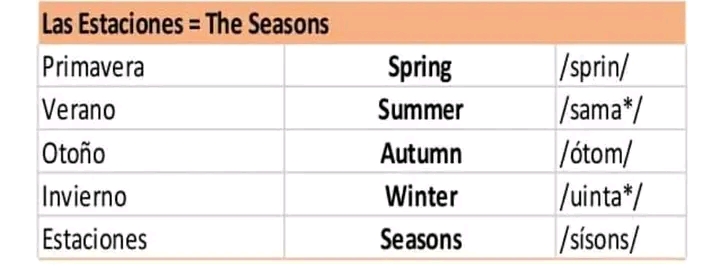 Las Estaciones = The Seasons
Primavera Spring /sprin/
Verano Summer /sama*/
Otoño Autumn /ótom/
Invierno Winter /uinta*/
Estaciones Seasons /sísons/